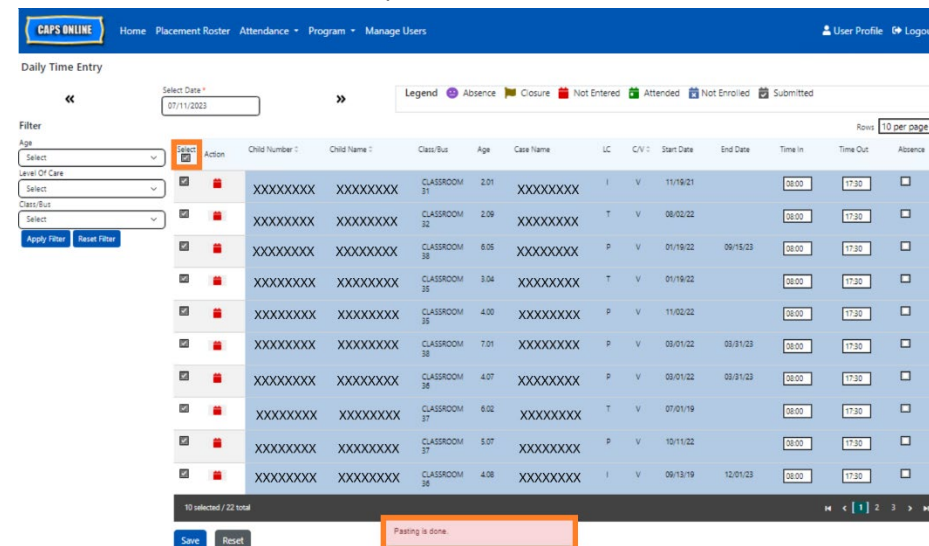 CAPS ONLINE Home Placement Roster Attendance Program Manage Users User Profile Logou
Daily Time Entry
« Select Date * » Legend Absence Closure Not Entered Attended Not Enrolled Submitted
07/11/2023
Filter Rows 10 per page
Age
Select
Level Of Care
Select
Class/Bus
Select
Apply Filter Reset Filter
Select Action Child Number Child Name Class/Bus Age Case Name LC C/V Start Date End Date Time In Time Out Absence
XXXXXXXX XXXXXXXX CLASSROOM 31 2.01 XXXXXXXX I V 11/19/21 08:00 17:30
XXXXXXXX XXXXXXXX CLASSROOM 32 2.09 XXXXXXXX T V 08/02/22 08:00 17:30
XXXXXXXX XXXXXXXX CLASSROOM 38 6.05 XXXXXXXX P V 01/19/22 09/15/23 08:00 17:30
XXXXXXXX XXXXXXXX CLASSROOM 35 3.04 XXXXXXXX T V 01/19/22 08:00 17:30
XXXXXXXX XXXXXXXX CLASSROOM 35 4.00 XXXXXXXX P V 11/02/22 08:00 17:30
XXXXXXXX XXXXXXXX CLASSROOM 38 7.01 XXXXXXXX P V 03/01/22 03/31/23 08:00 17:30
XXXXXXXX XXXXXXXX CLASSROOM 36 4.07 XXXXXXXX P V 03/01/22 03/31/23 08:00 17:30
XXXXXXXX XXXXXXXX CLASSROOM 37 6.02 XXXXXXXX T V 07/01/19 08:00 17:30
XXXXXXXX XXXXXXXX CLASSROOM 37 5.07 XXXXXXXX P V 10/11/22 08:00 17:30
XXXXXXXX XXXXXXXX CLASSROOM 36 4.08 XXXXXXXX I V 09/13/19 12/01/23 08:00 17:30
10 selected / 22 total 1 2 3
Pasting is done.
Save Reset